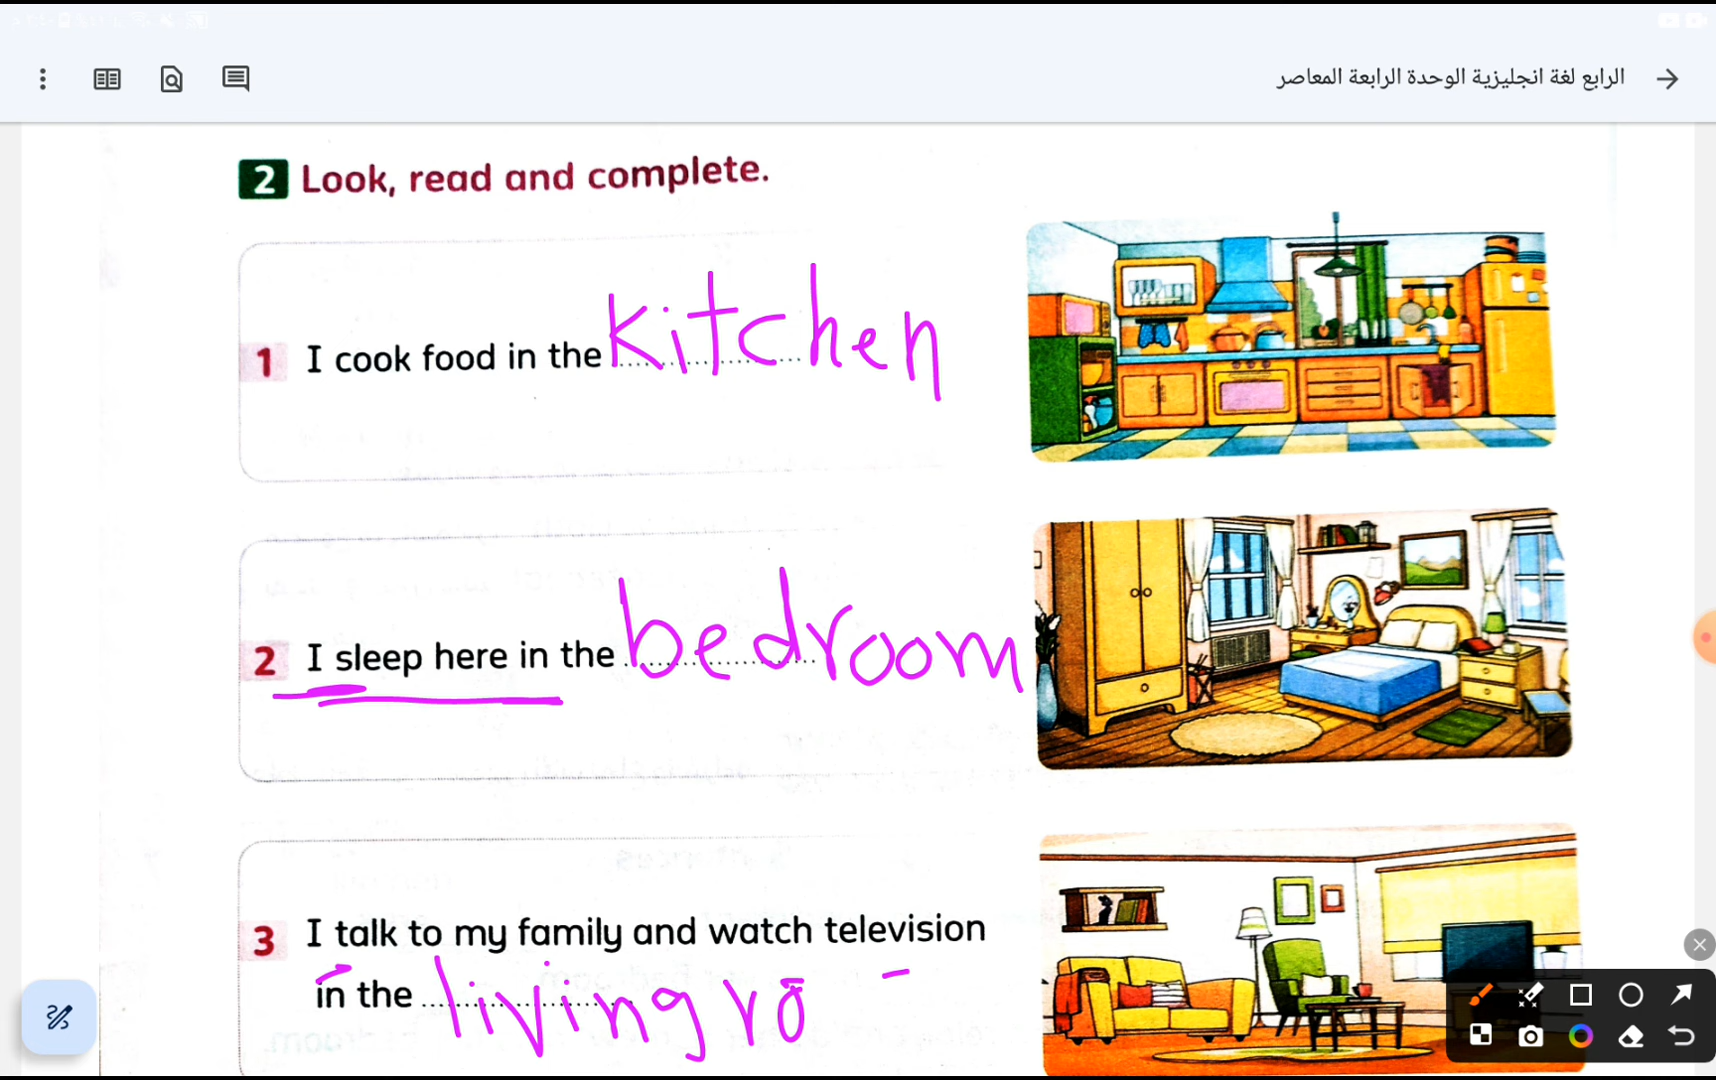 الرابع لغة انجليزية الوحدة الرابعة المعاصر
2 Look, read and complete.
1 I cook food in the kitchen
2 I sleep here in the bedroom
3 I talk to my family and watch television
in the living ro